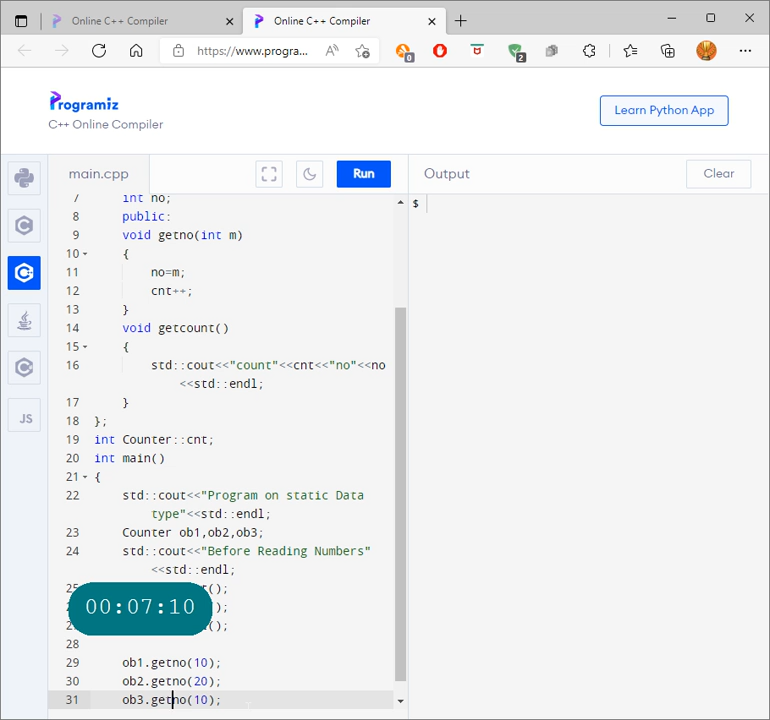 Online C++ Compiler
Online C++ Compiler
https://www.progra...
0
2
Programiz
C++ Online Compiler
Learn Python App
main.cpp
Run
Output
Clear
JS
$
7 int no;
8 public:
9 void getno(int m)
10 {
11 no=m;
12 cnt++;
13 }
14 void getcount()
15 {
16 std::cout<<"count"<<cnt<<"no"<<no
<<std::endl;
17 }
18 };
19 int Counter::cnt;
20 int main()
21 {
22 std::cout<<"Program on static Data
type"<<std::endl;
23 Counter ob1,ob2,ob3;
24 std::cout<<"Before Reading Numbers"
<<std::endl;
();
00:07:10
);
();
28
29 ob1.getno(10);
30 ob2.getno(20);
31 ob3.getno(10);